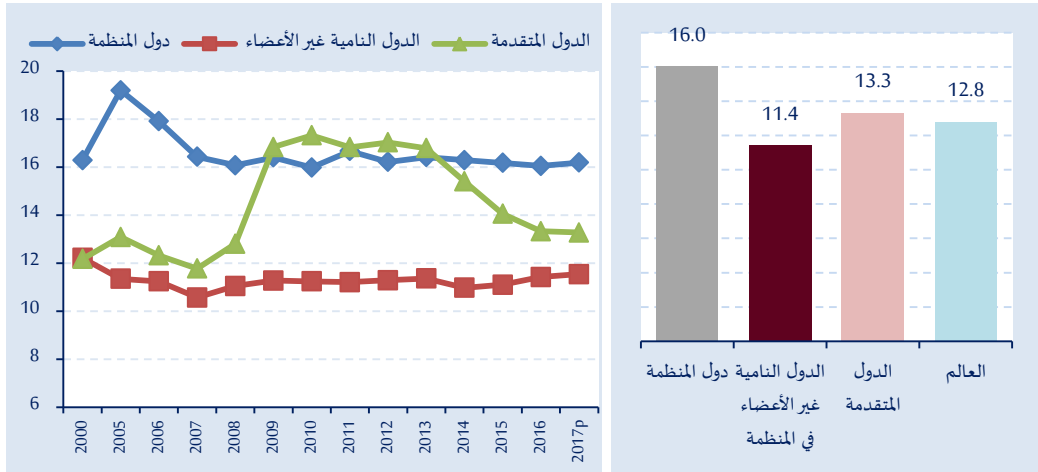 دول المنظمة الدول النامية غير الأعضاء الدول المتقدمة
20
18
16
14
12
10
8
6
2000 2005 2006 2007 2008 2009 2010 2011 2012 2013 2014 2015 2016 2017p
16.0
11.4
13.3
12.8
دول المنظمة
الدول النامية
غير الأعضاء
في المنظمة
الدول
المتقدمة
العالم